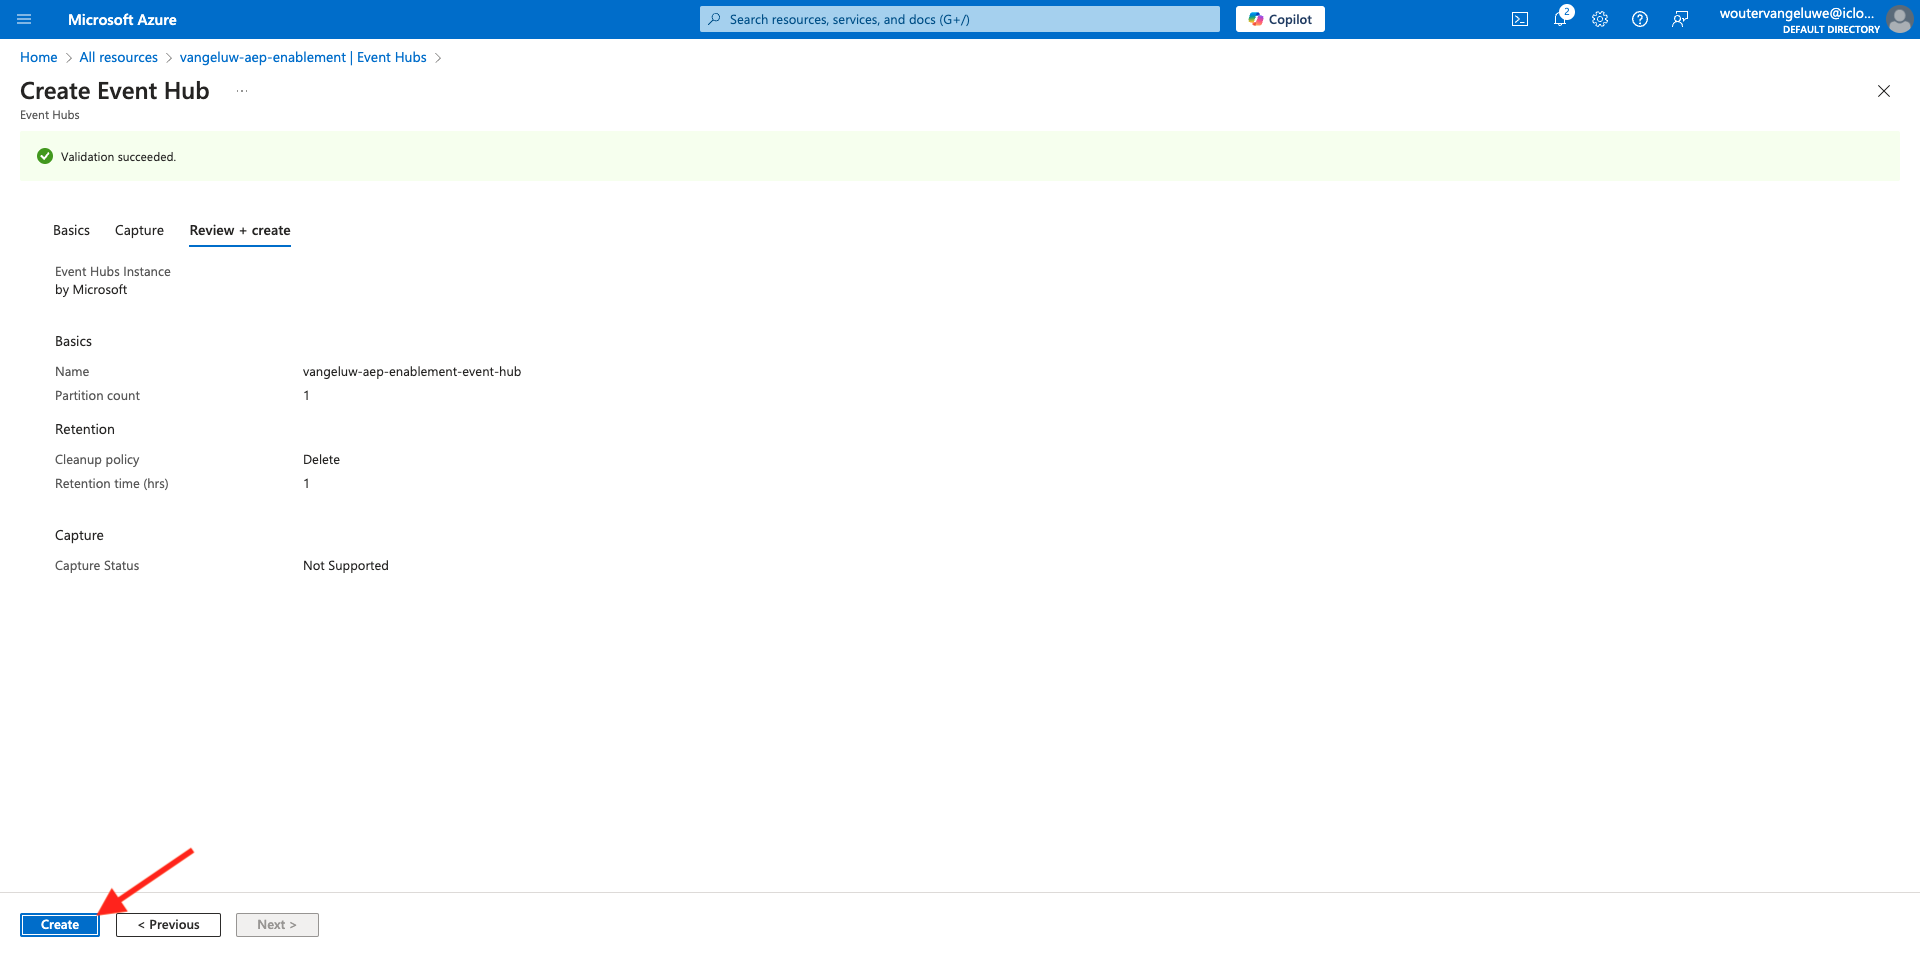 Microsoft Azure
Search resources, services, and docs (G+/)
Copilot
2
woutervangeluwe@iclo...
DEFAULT DIRECTORY
Home > All resources > vangeluw-aep-enablement | Event Hubs >
Create Event Hub ...
Event Hubs
Validation succeeded.
Basics Capture Review + create
Event Hubs Instance
by Microsoft
Basics
Name vangeluw-aep-enablement-event-hub
Partition count 1
Retention
Cleanup policy Delete
Retention time (hrs) 1
Capture
Capture Status Not Supported
Create < Previous Next >